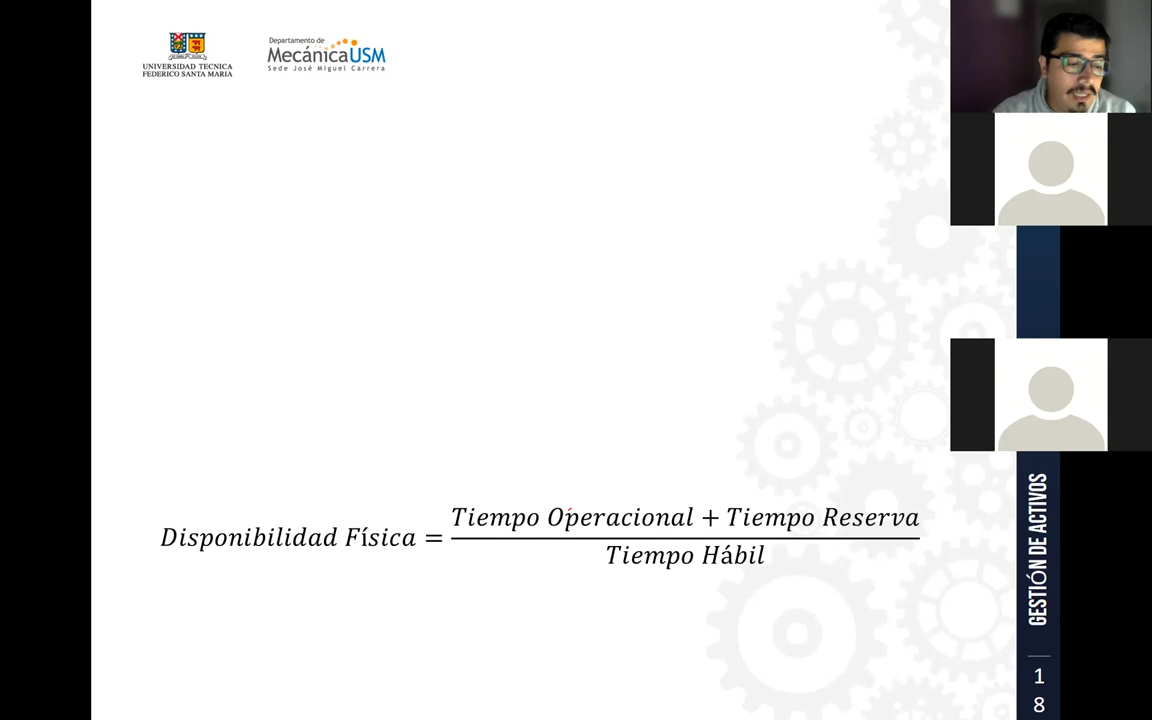 UNIVERSIDAD TECNICA
FEDERICO SANTA MARIA
Departamento de
MecánicaUSM
Sede José Miguel Carrera
Disponibilidad Física = Tiempo Operacional + Tiempo Reserva
Tiempo Hábil
GESTIÓN DE ACTIVOS
1
8